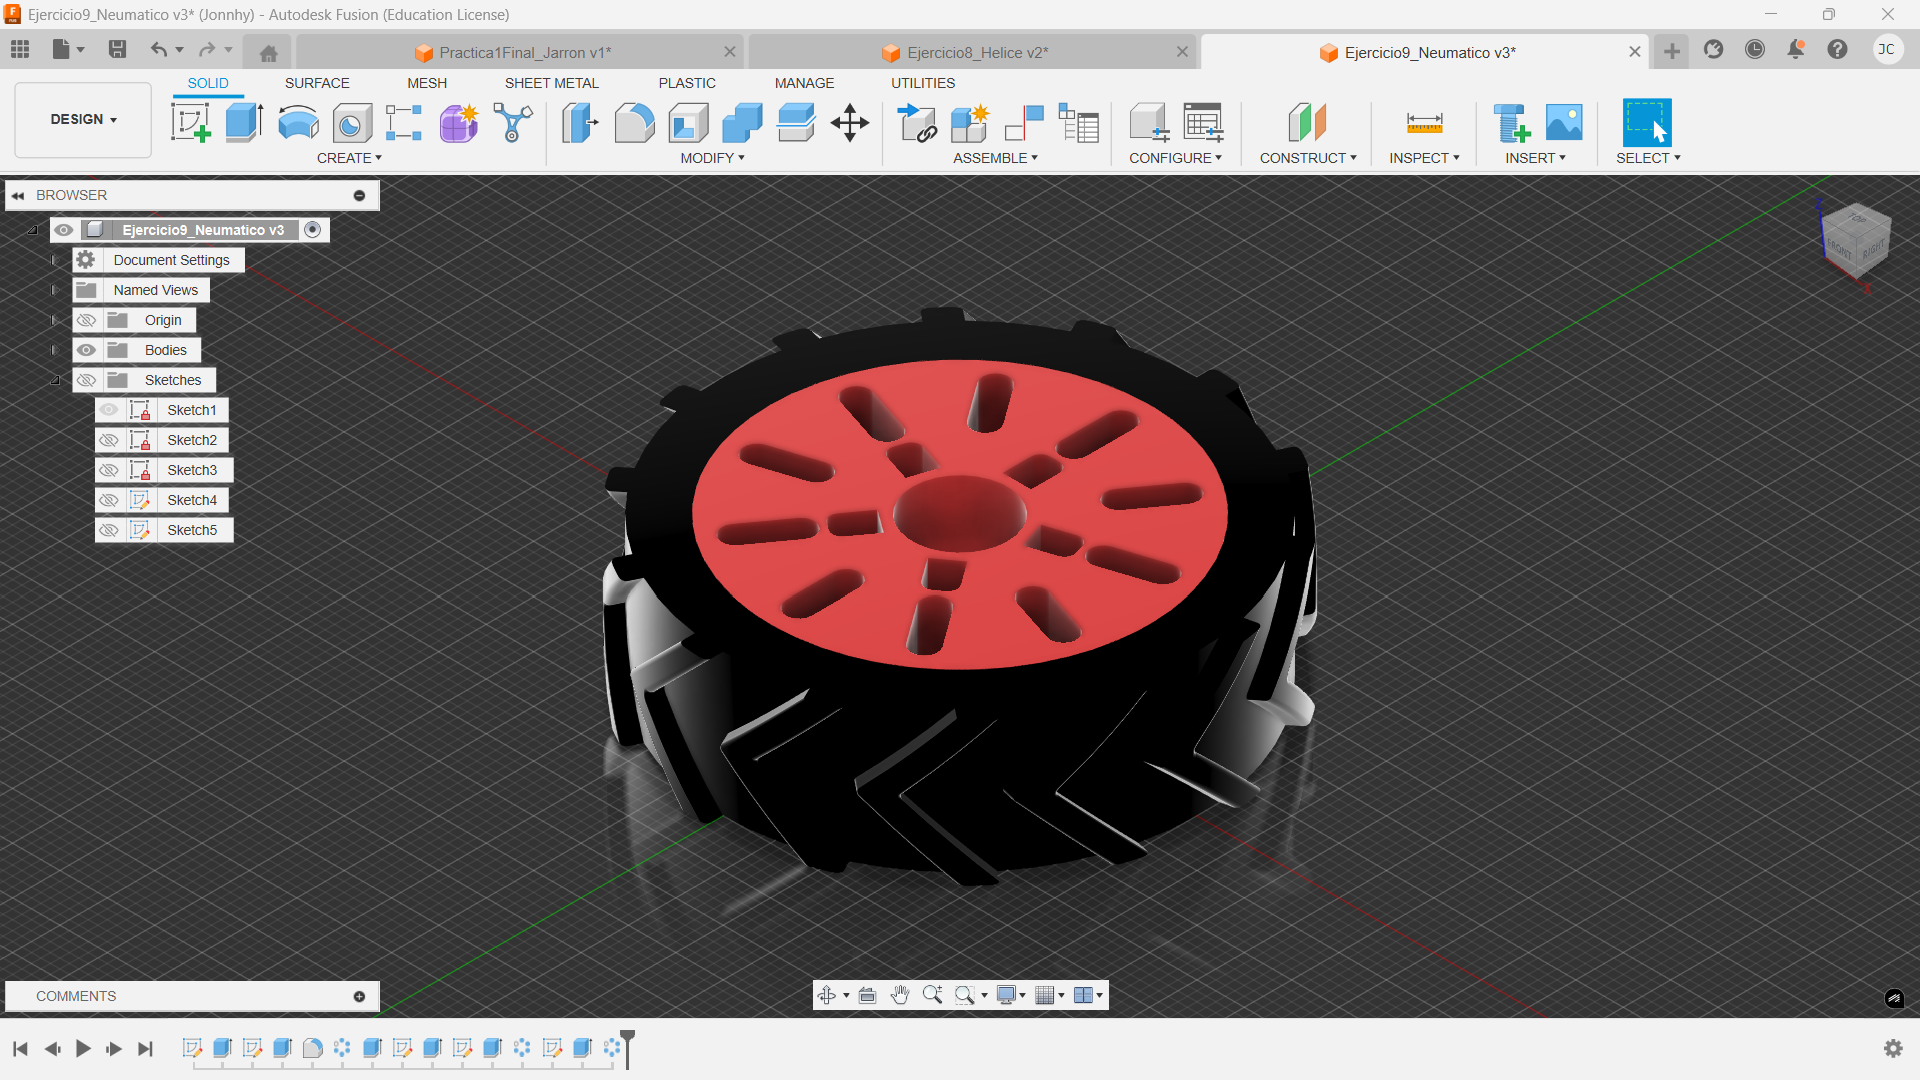 Ejercicio9_Neumatico v3* (Jonnhy) - Autodesk Fusion (Education License)
Practica1Final_Jarron v1*
Ejercicio8_Helice v2*
Ejercicio9_Neumatico v3*
JC
SOLID
SURFACE
MESH
SHEET METAL
PLASTIC
MANAGE
UTILITIES
DESIGN
CREATE
MODIFY
ASSEMBLE
CONFIGURE
CONSTRUCT
INSPECT
INSERT
SELECT
BROWSER
Ejercicio9_Neumatico v3
Document Settings
Named Views
Origin
Bodies
Sketches
Sketch1
Sketch2
Sketch3
Sketch4
Sketch5
TOP
FRONT
RIGHT
Z
X
COMMENTS